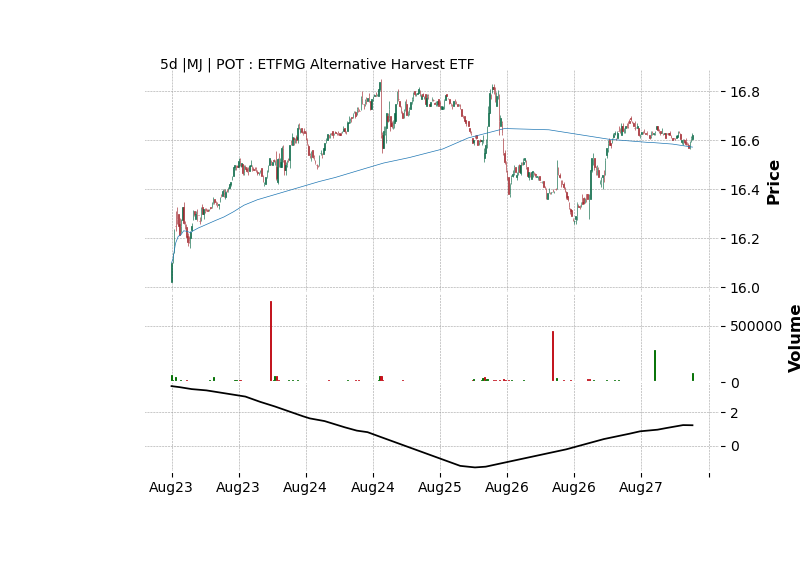 5d |MJ | POT : ETFMG Alternative Harvest ETF
16.8
16.6
16.4
16.2
16.0
Price
500000
0
Volume
2
0
Aug23 Aug23 Aug24 Aug24 Aug25 Aug26 Aug26 Aug27